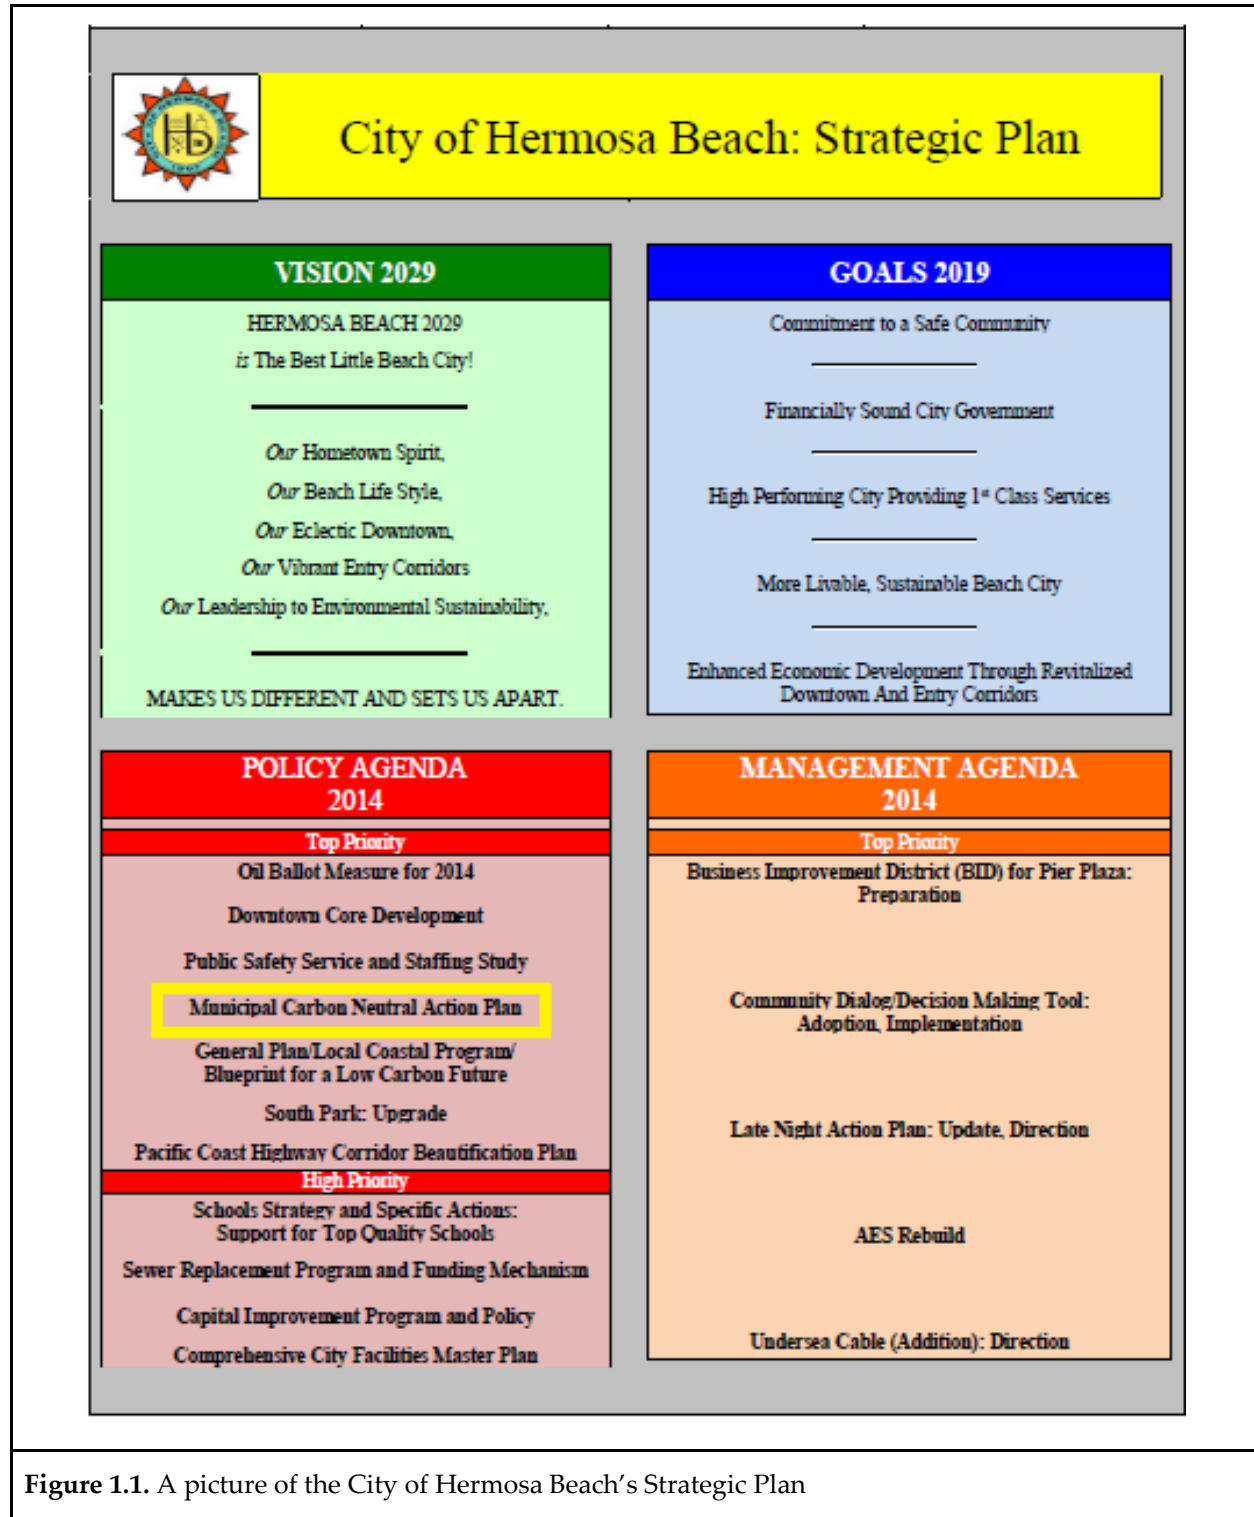 City of Hermosa Beach: Strategic Plan
VISION 2029
HERMOSA BEACH 2029
is The Best Little Beach City!
Our Hometown Spirit,
Our Beach Life Style,
Our Eclectic Downtown,
Our Vibrant Entry Corridors
Our Leadership to Environmental Sustainability,
MAKES US DIFFERENT AND SETS US APART.
GOALS 2019
Commitment to a Safe Community
Financially Sound City Government
High Performing City Providing 1st Class Services
More Livable, Sustainable Beach City
Enhanced Economic Development Through Revitalized
Downtown And Entry Corridors
POLICY AGENDA
2014
Top Priority
Oil Ballot Measure for 2014
Downtown Core Development
Public Safety Service and Staffing Study
Municipal Carbon Neutral Action Plan
General Plan/Local Coastal Program/
Blueprint for a Low Carbon Future
South Park: Upgrade
Pacific Coast Highway Corridor Beautification Plan
High Priority
Schools Strategy and Specific Actions:
Support for Top Quality Schools
Sewer Replacement Program and Funding Mechanism
Capital Improvement Program and Policy
Comprehensive City Facilities Master Plan
MANAGEMENT AGENDA
2014
Top Priority
Business Improvement District (BID) for Pier Plaza:
Preparation
Community Dialog/Decision Making Tool:
Adoption, Implementation
Late Night Action Plan: Update, Direction
AES Rebuild
Undersea Cable (Addition): Direction
Figure 1.1. A picture of the City of Hermosa Beach's Strategic Plan